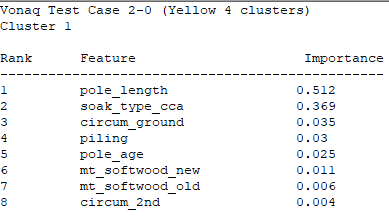 Vonaq Test Case 2-0 (Yellow 4 clusters)
Cluster 1
Rank Feature Importance
------------------------------------------------
1 pole_length 0.512
2 soak_type_cca 0.369
3 circum_ground 0.035
4 piling 0.03
5 pole_age 0.025
6 mt_softwood_new 0.011
7 mt_softwood_old 0.006
8 circum_2nd 0.004